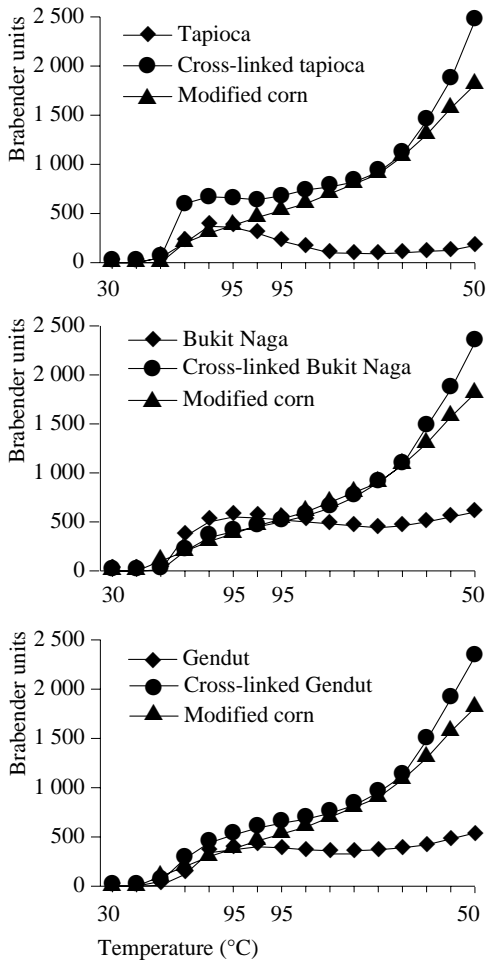 2 500
Tapioca
Cross-linked tapioca
Modified corn
2 000
1 500
1 000
500
0
Brabender units
30 95 95 50
2 500
Bukit Naga
Cross-linked Bukit Naga
Modified corn
2 000
1 500
1 000
500
0
Brabender units
30 95 95 50
2 500
Gendut
Cross-linked Gendut
Modified corn
2 000
1 500
1 000
500
0
Brabender units
30 95 95 50
Temperature (°C)